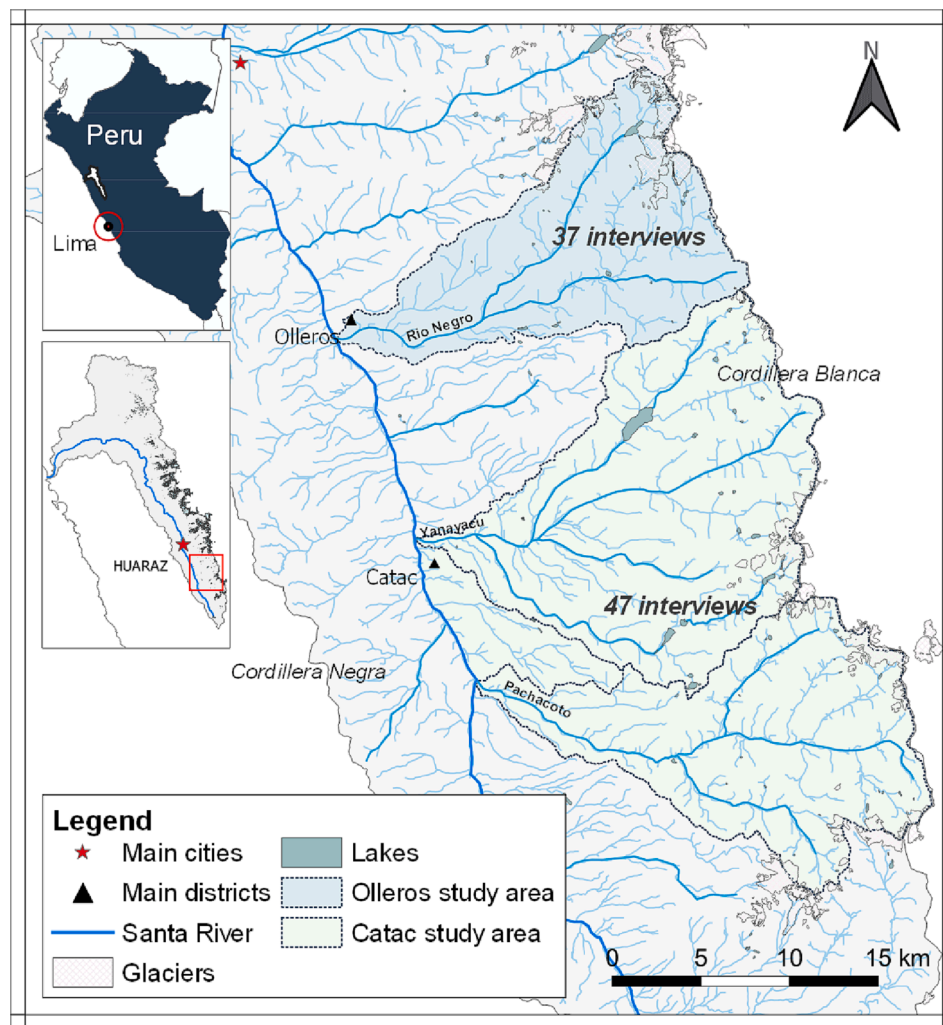 N
Peru
Lima
37 interviews
Olleros
Rio Negro
Cordillera Blanca
HUARAZ
Yanayacu
Catac
47 interviews
Cordillera Negra
Pachacoto
Legend
Main cities
Main districts
Santa River
Glaciers
Lakes
Olleros study area
Catac study area
0 5 10 15 km